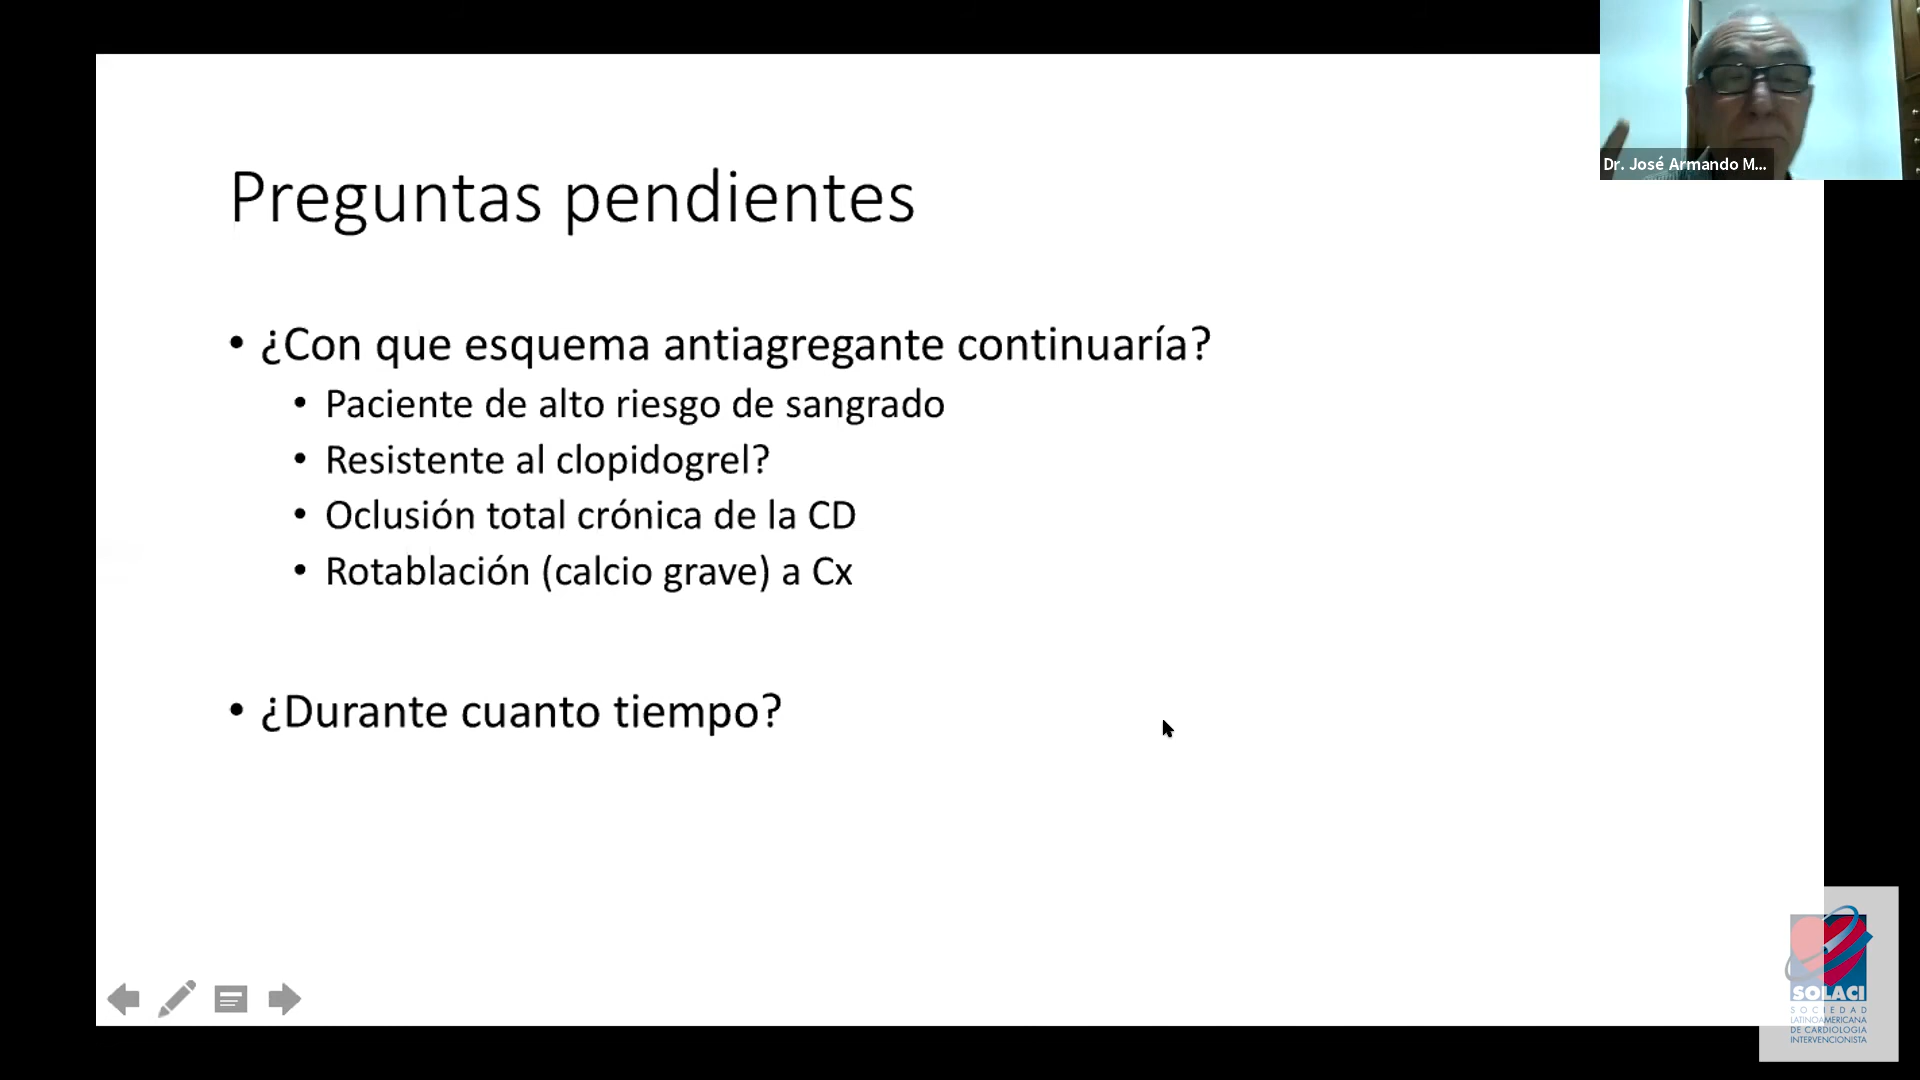 Dr. José Armando M...
Preguntas pendientes
• ¿Con que esquema antiagregante continuaría?
• Paciente de alto riesgo de sangrado
• Resistente al clopidogrel?
• Oclusión total crónica de la CD
• Rotablación (calcio grave) a Cx
• ¿Durante cuanto tiempo?
SOLACI
SOCIEDAD
LATINOAMERICANA
DE CARDIOLOGIA
INTERVENCIONISTA